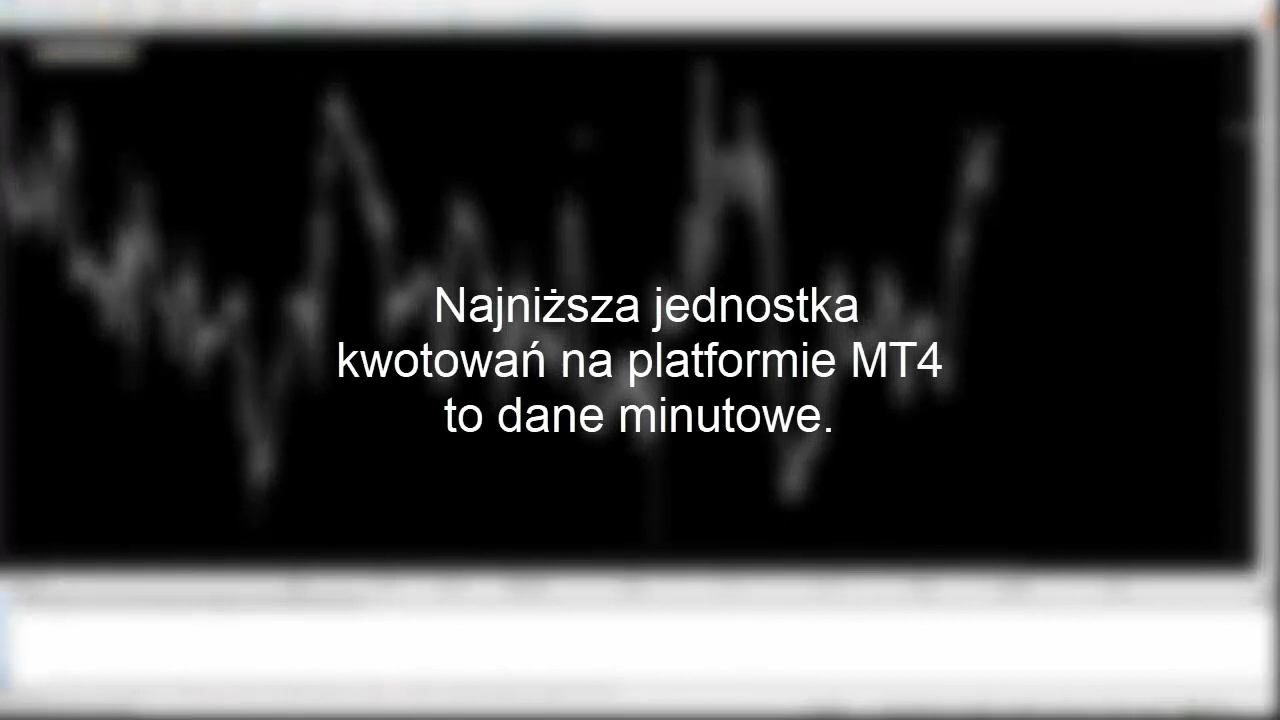 Najniższa jednostka
kwotowań na platformie MT4
to dane minutowe.